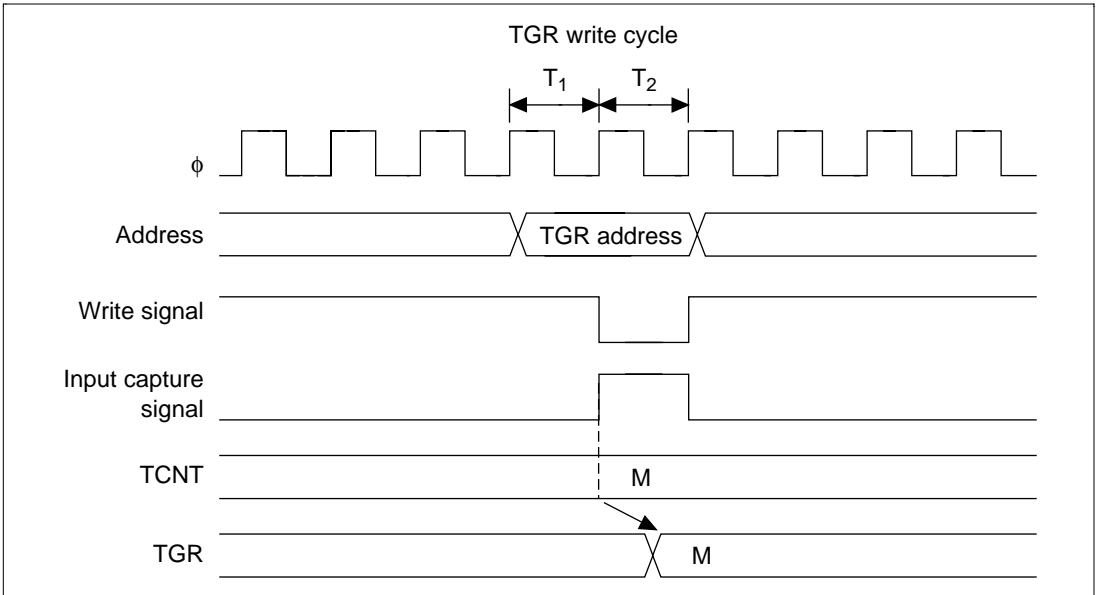 TGR write cycle
T1 T2
ϕ
Address
TGR address
Write signal
Input capture
signal
TCNT
M
TGR
M